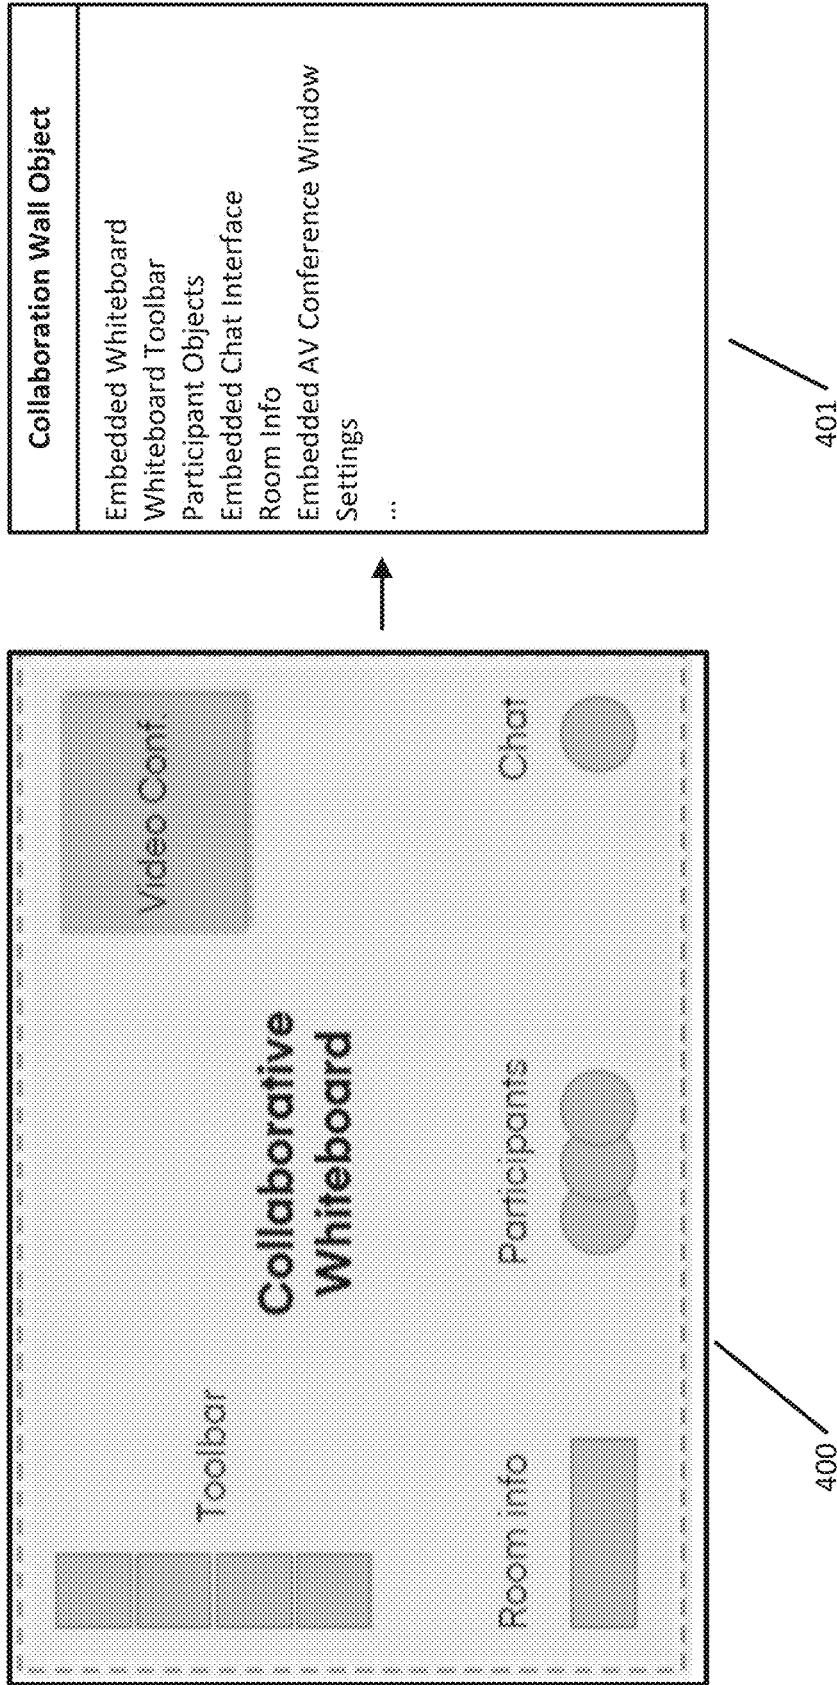 Toolbar
Video Conf.
Collaborative
Whiteboard
Room info
Participants
Chat
400
Collaboration Wall Object
Embedded Whiteboard
Whiteboard Toolbar
Participant Objects
Embedded Chat Interface
Room Info
Embedded AV Conference Window
Settings
...
401